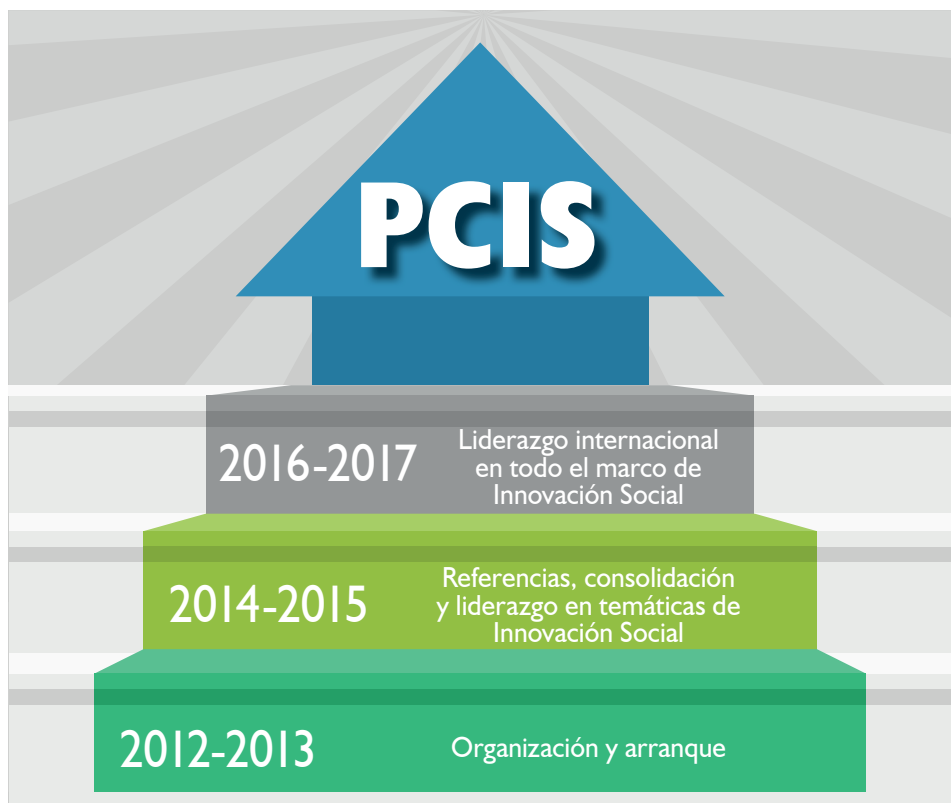 PCIS
2016-2017
Liderazgo internacional
en todo el marco de
Innovación Social
2014-2015
Referencias, consolidación
y liderazgo en temáticas de
Innovación Social
2012-2013
Organización y arranque